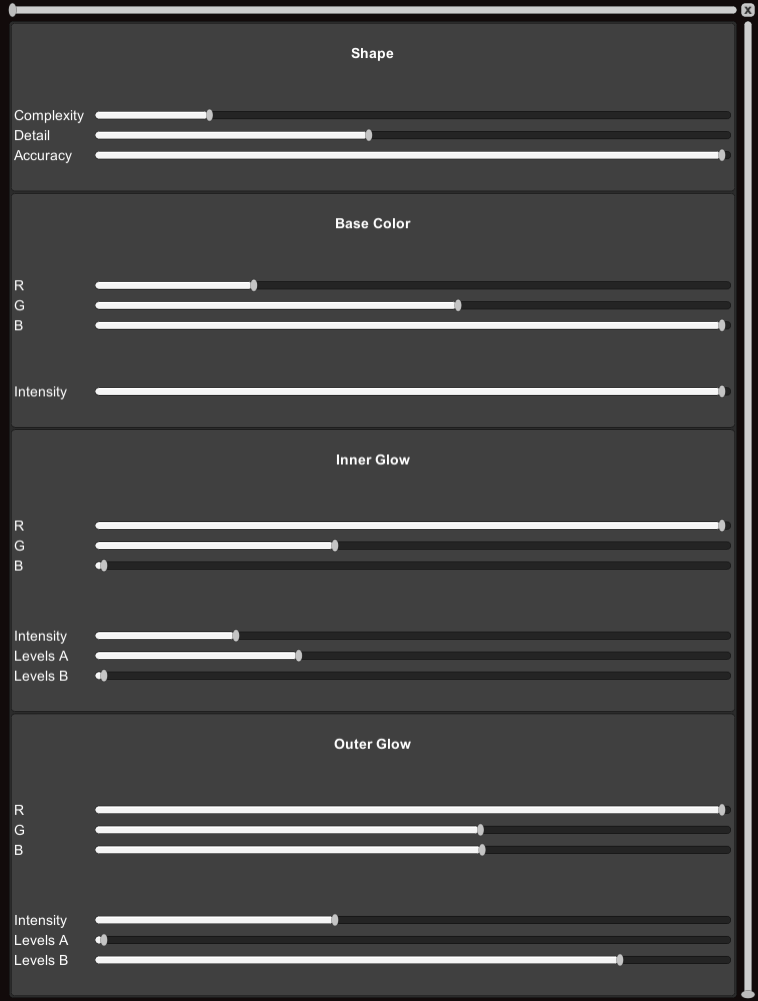 X
Shape
Complexity
Detail
Accuracy
Base Color
R
G
B
Intensity
Inner Glow
R
G
B
Intensity
Levels A
Levels B
Outer Glow
R
G
B
Intensity
Levels A
Levels B